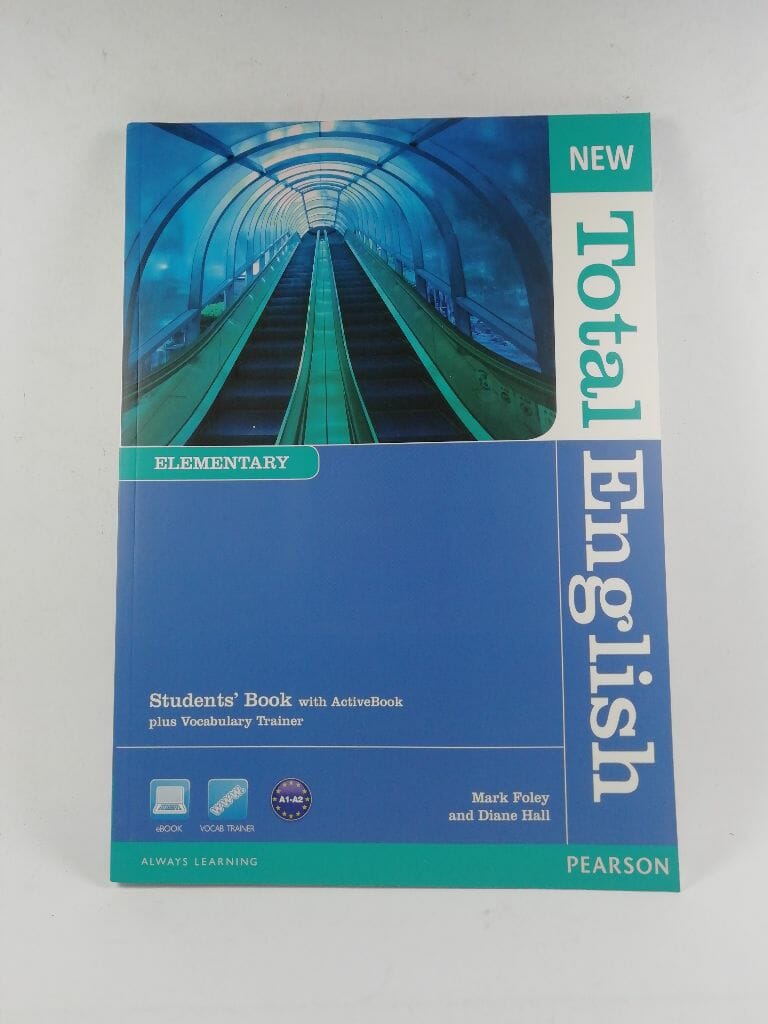 NEW
Total English
ELEMENTARY
Students' Book with ActiveBook
plus Vocabulary Trainer
Mark Foley
and Diane Hall
eBOOK
VOCAB TRAINER
A1-A2
ALWAYS LEARNING
PEARSON